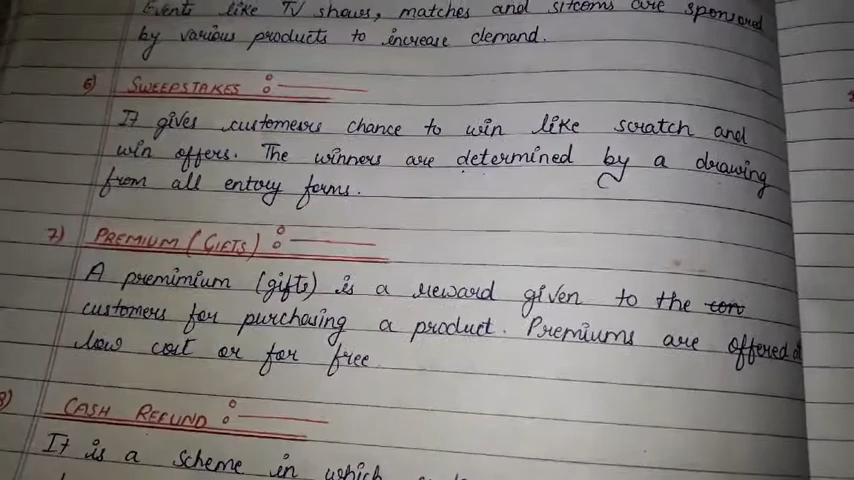 Events like TV shows, matches and sitcoms are sponsored
by various products to increase demand.
6) SWEEPSTAKES :-
It gives customers chance to win like scratch and
win offers. The winners are determined by a drawing
from all entry forms.
7) PREMIUM (GIFTS) :-
A premimium (gifts) is a reward given to the
customers for purchasing a product. Premiums are offered at
low cost or for free.
8) CASH REFUND :-
It is a scheme in which